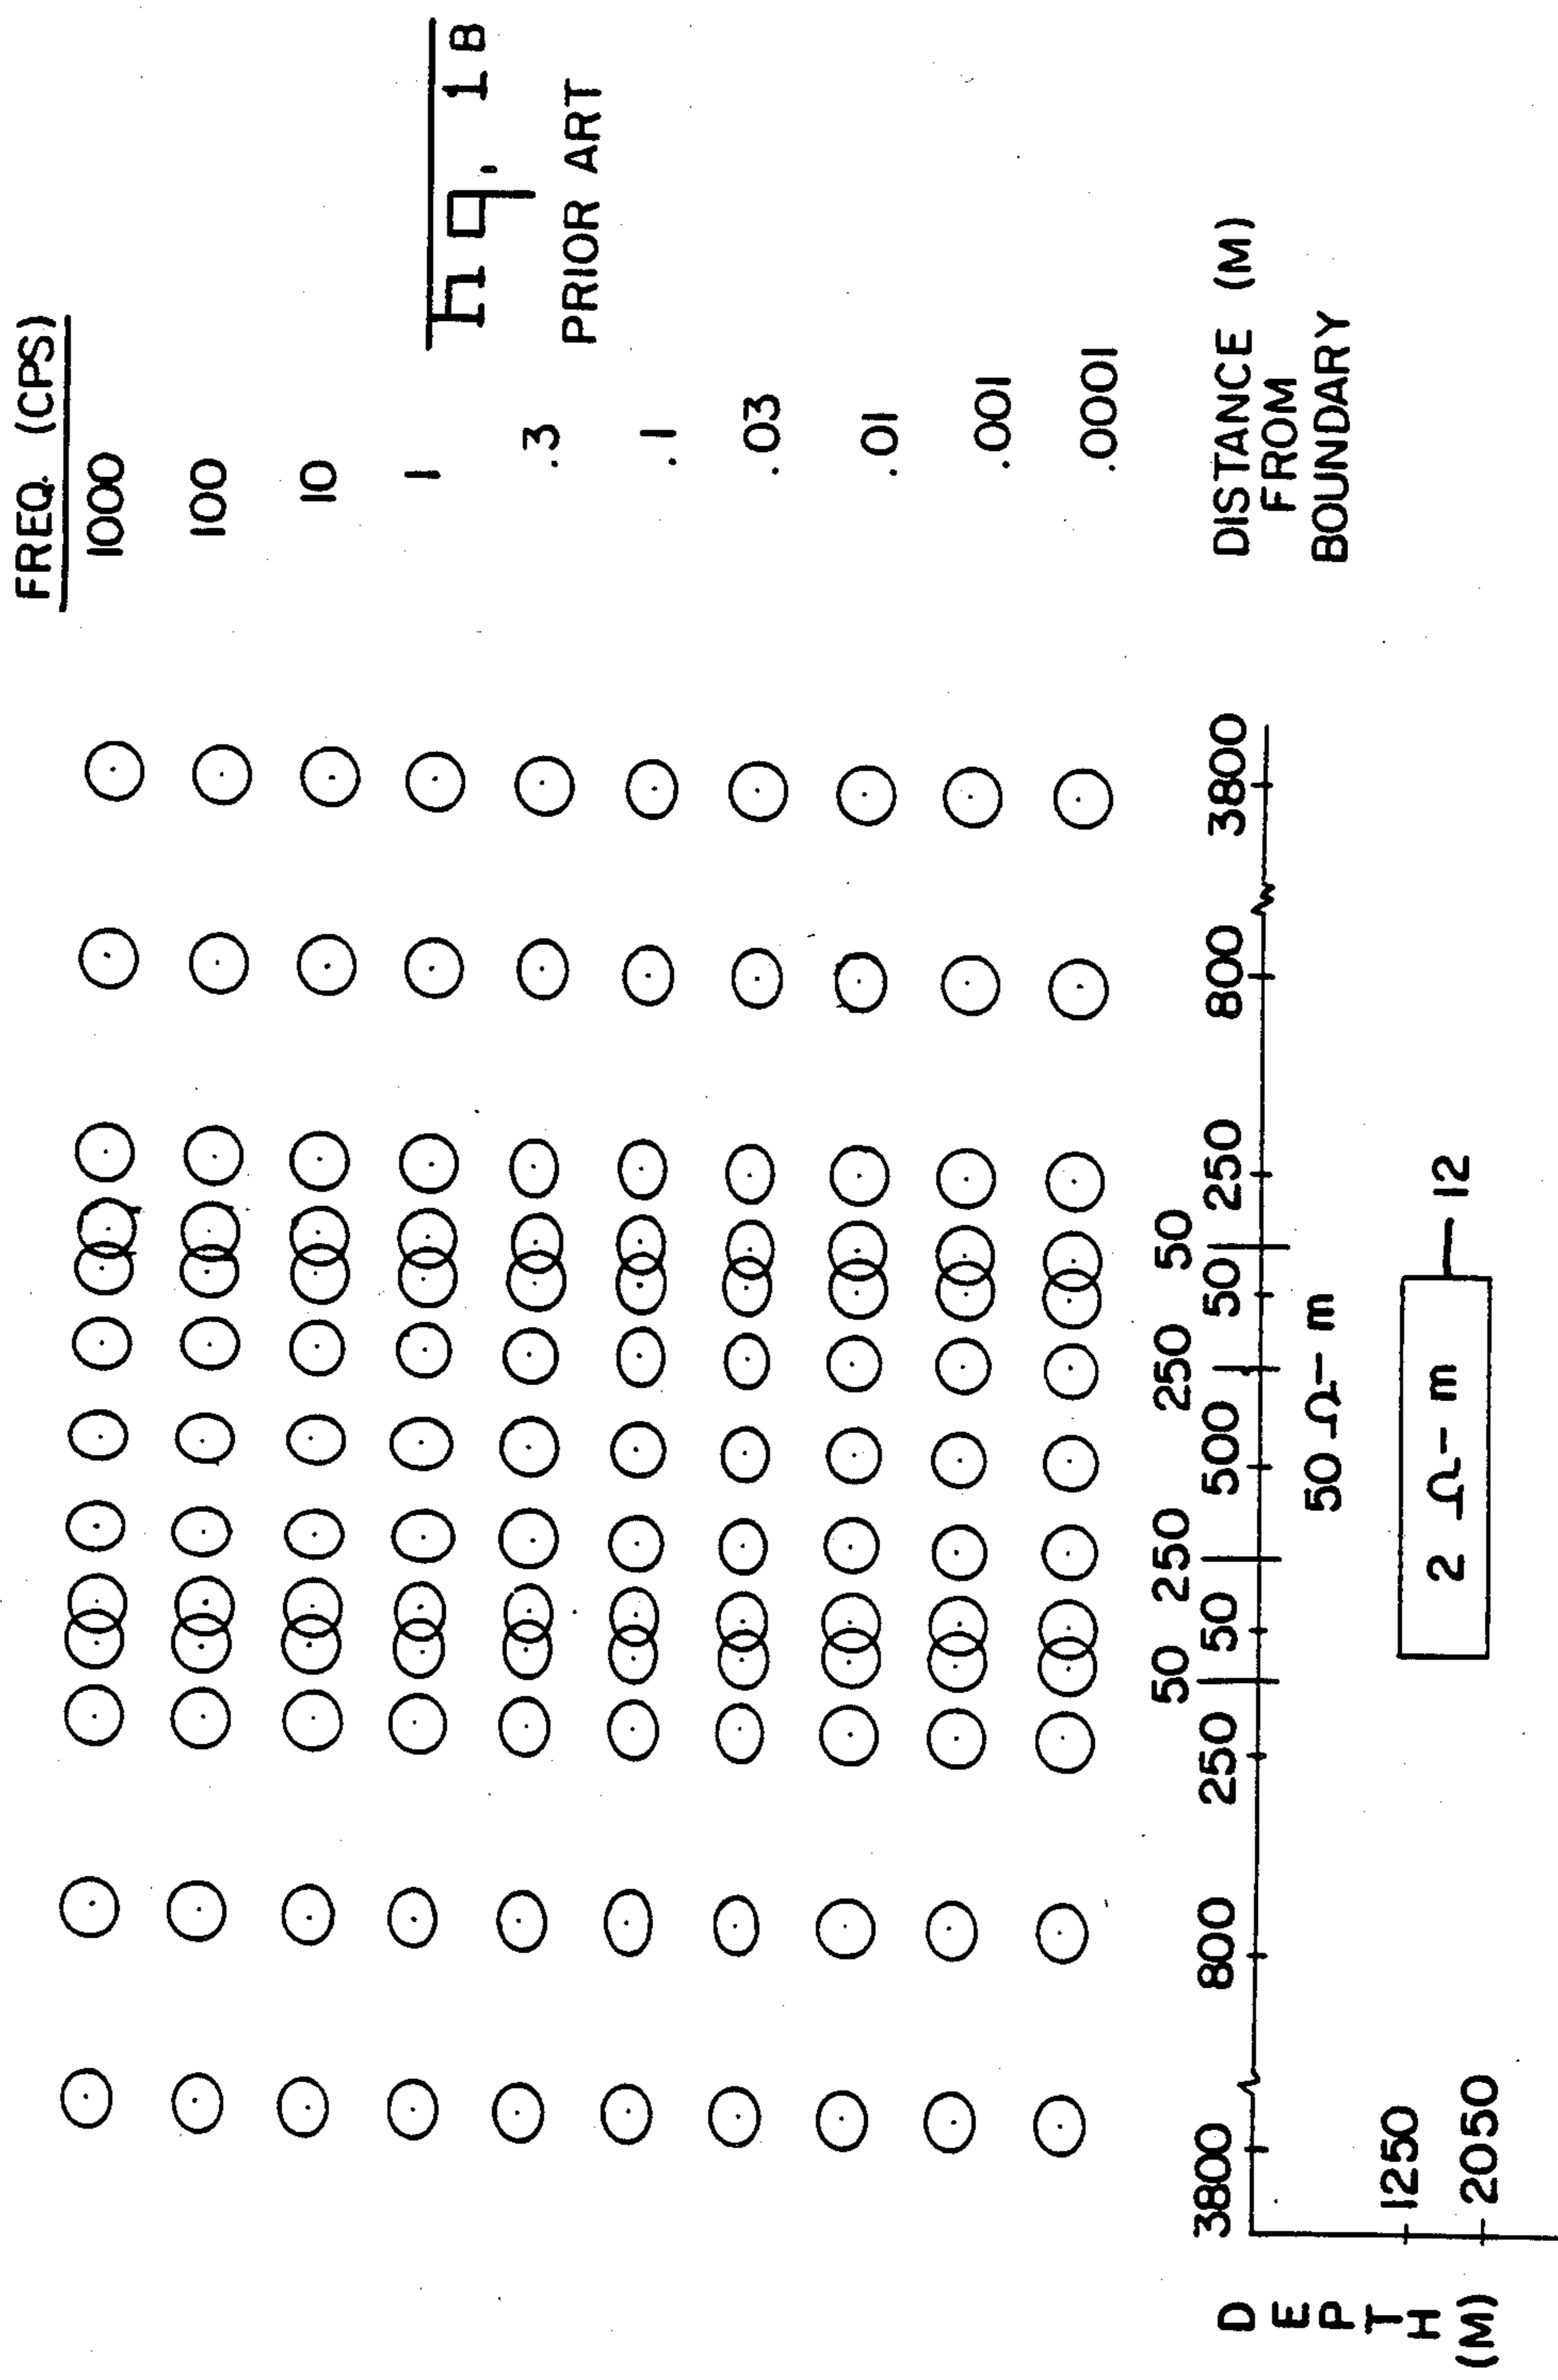 FREQ. (CPS)
1000
100
10
1
.3
.1
.03
.01
.001
.0001
Fig. 1B
PRIOR ART
50 250 250 50
3800 800 250 50 500 50 250 800 3800
DISTANCE (M)
FROM
BOUNDARY
DEPTH
(M)
1250
2050
50 Ω-m
2 Ω-m
12